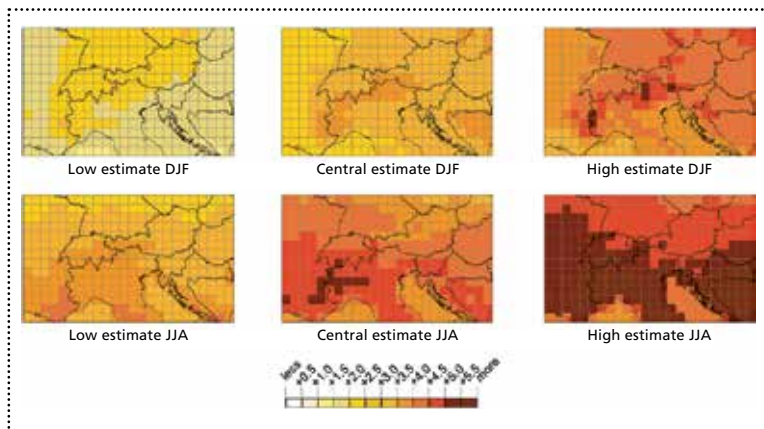 Low estimate DJF
Central estimate DJF
High estimate DJF
Low estimate JJA
Central estimate JJA
High estimate JJA
less +0.5 +1.0 +1.5 +2.0 +2.5 +3.0 +3.5 +4.0 +4.5 +5.0 +5.5 more